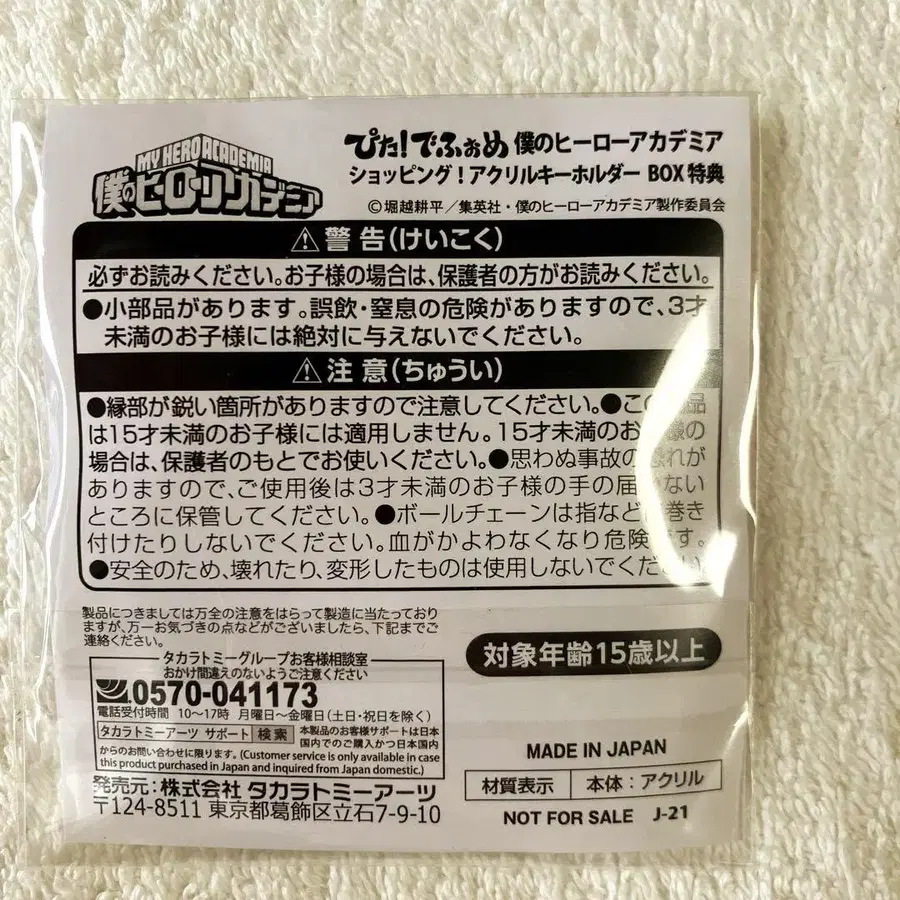 MY HERO ACADEMIA
僕のヒーローアカデミア
ぴた!でふぉめ 僕のヒーローアカデミア
ショッピング!アクリルキーホルダー BOX特典
©堀越耕平/集英社・僕のヒーローアカデミア製作委員会
⚠警告(けいこく)
必ずお読みください。お子様の場合は、保護者の方がお読みください。
●小部品があります。誤飲・窒息の危険がありますので、3才
未満のお子様には絶対に与えないでください。
⚠注意(ちゅうい)
●縁部が鋭い箇所がありますので注意してください。●この 品
は15才未満のお子様には適用しません。15才未満のお子様の
場合は、保護者のもとでお使いください。●思わぬ事故の恐れが
ありますので、ご使用後は3才未満のお子様の手の届かない
ところに保管してください。●ボールチェーンは指などに巻き
付けたりしないでください。血がかよわなくなり危険です。
●安全のため、壊れたり、変形したものは使用しないでください。
製品につきましては万全の注意をはらって製造に当たっており
ますが、万一お気づきの点などがございましたら、下記までご
連絡ください。
タカラトミーグループお客様相談室
おかけ間違えのないようご注意ください
0570-041173
電話受付時間 10〜17時 月曜日〜金曜日(土日・祝日を除く)
タカラトミーアーツ サポート 検索 本製品のお客様サポートは日本
国内でのご購入かつ日本国内
からのお問い合わせに限ります。(Customer service is only available in case
this product purchased in Japan and inquired from Japan domestic.)
発売元:株式会社 タカラトミーアーツ
〒124-8511 東京都葛飾区立石7-9-10
対象年齢15歳以上
MADE IN JAPAN
材質表示 本体:アクリル
NOT FOR SALE J-21